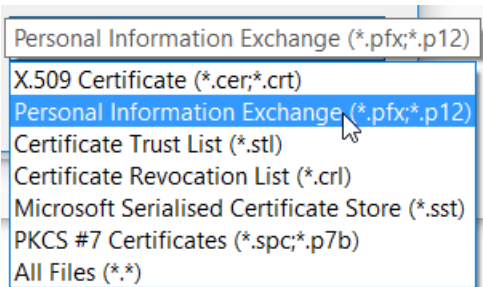 Personal Information Exchange (*.pfx;*.p12)
X.509 Certificate (*.cer;*.crt)
Personal Information Exchange (*.pfx;*.p12)
Certificate Trust List (*.stl)
Certificate Revocation List (*.crl)
Microsoft Serialised Certificate Store (*.sst)
PKCS #7 Certificates (*.spc;*.p7b)
All Files (*.*)